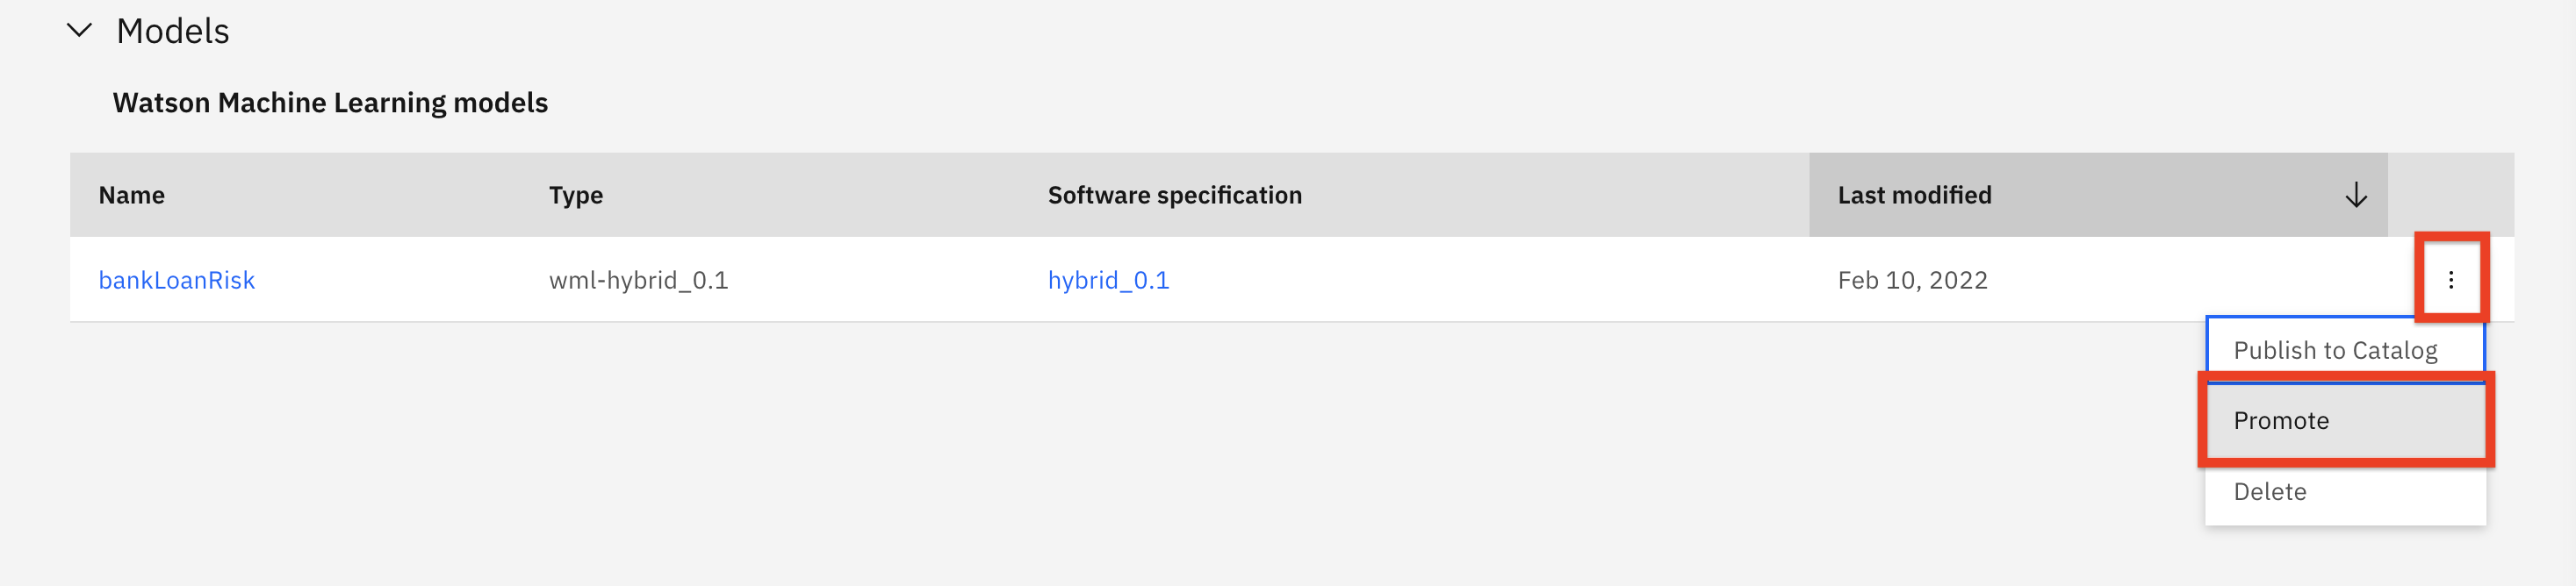 Models
Watson Machine Learning models
Name Type Software specification Last modified
bankLoanRisk wml-hybrid_0.1 hybrid_0.1 Feb 10, 2022
Publish to Catalog
Promote
Delete